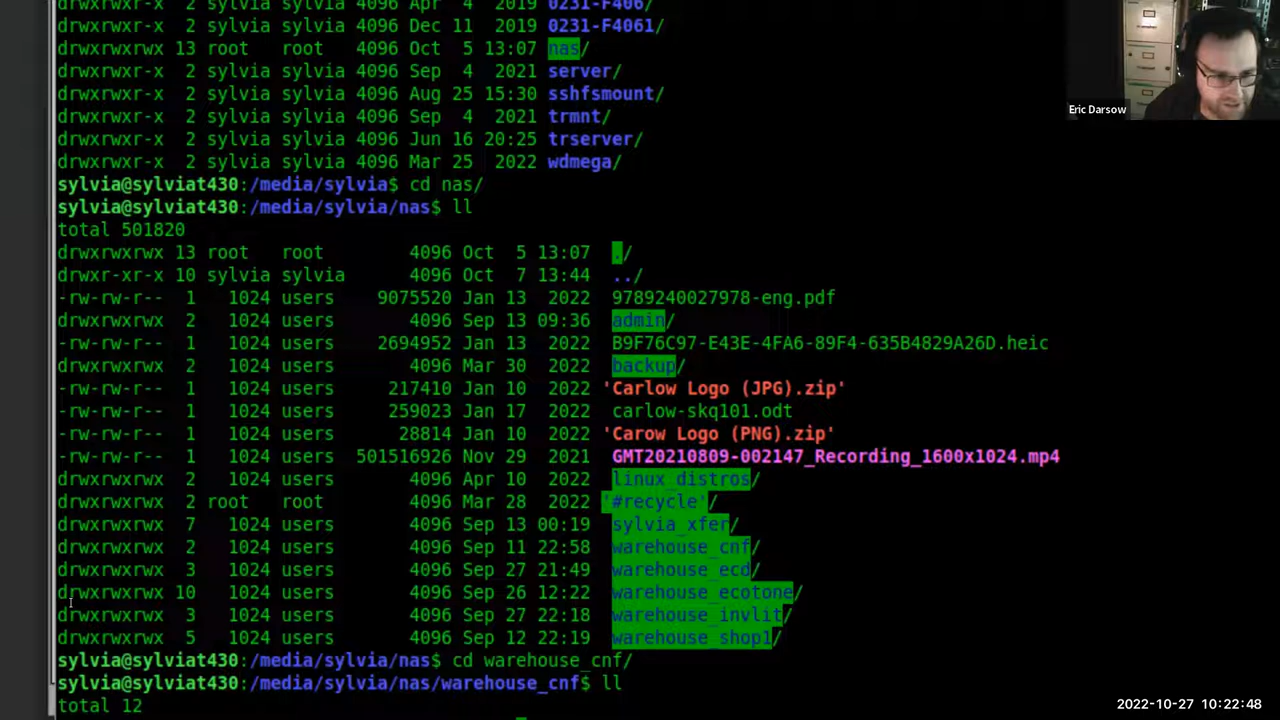 drwxrwxr-x  2 sylvia sylvia 4096 Apr  4  2019 0231-F406/
drwxrwxr-x  2 sylvia sylvia 4096 Dec 11  2019 0231-F4061/
drwxrwxrwx 13 root   root   4096 Oct  5 13:07 nas/
drwxrwxr-x  2 sylvia sylvia 4096 Sep  4  2021 server/
drwxrwxr-x  2 sylvia sylvia 4096 Aug 25 15:30 sshfsmount/
drwxrwxr-x  2 sylvia sylvia 4096 Sep  4  2021 trmnt/
drwxrwxr-x  2 sylvia sylvia 4096 Jun 16 20:25 trserver/
drwxrwxr-x  2 sylvia sylvia 4096 Mar 25  2022 wdmega/
sylvia@sylviat430:/media/sylvia$ cd nas/
sylvia@sylviat430:/media/sylvia/nas$ ll
total 501820
drwxrwxrwx 13 root   root        4096 Oct  5 13:07  ./
drwxr-xr-x 10 sylvia sylvia      4096 Oct  7 13:44  ../
-rw-rw-r--  1   1024 users    9075520 Jan 13  2022  9789240027978-eng.pdf
drwxrwxrwx  2   1024 users       4096 Sep 13 09:36  admin/
-rw-rw-r--  1   1024 users    2694952 Jan 13  2022  B9F76C97-E43E-4FA6-89F4-635B4829A26D.heic
drwxrwxrwx  2   1024 users       4096 Mar 30  2022  backup/
-rw-rw-r--  1   1024 users     217410 Jan 10  2022 'Carlow Logo (JPG).zip'
-rw-rw-r--  1   1024 users     259023 Jan 17  2022  carlow-skq101.odt
-rw-rw-r--  1   1024 users      28814 Jan 10  2022 'Carow Logo (PNG).zip'
-rw-rw-r--  1   1024 users  501516926 Nov 29  2021  GMT20210809-002147_Recording_1600x1024.mp4
drwxrwxrwx  2   1024 users       4096 Apr 10  2022  linux_distros/
drwxrwxrwx  2 root   root        4096 Mar 28  2022 '#recycle'/
drwxrwxrwx  7   1024 users       4096 Sep 13 00:19  sylvia_xfer/
drwxrwxrwx  2   1024 users       4096 Sep 11 22:58  warehouse_cnf/
drwxrwxrwx  3   1024 users       4096 Sep 27 21:49  warehouse_ecd/
drwxrwxrwx 10   1024 users       4096 Sep 26 12:22  warehouse_ecotone/
drwxrwxrwx  3   1024 users       4096 Sep 27 22:18  warehouse_invlit/
drwxrwxrwx  5   1024 users       4096 Sep 12 22:19  warehouse_shop1/
sylvia@sylviat430:/media/sylvia/nas$ cd warehouse_cnf/
sylvia@sylviat430:/media/sylvia/nas/warehouse_cnf$ ll
total 12
Eric Darsow
2022-10-27 10:22:48